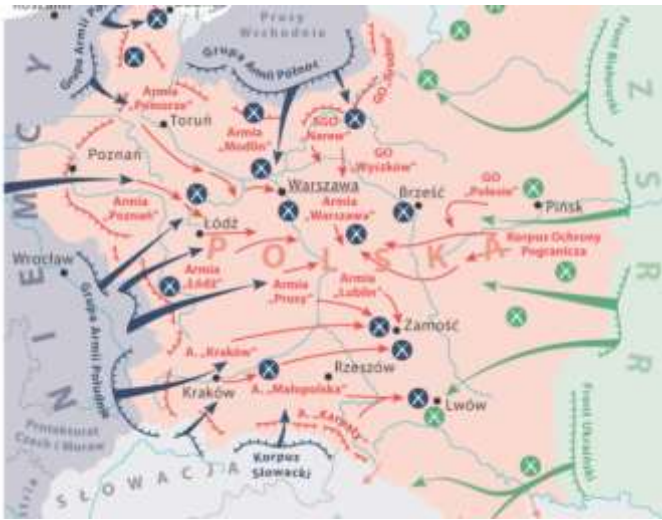 Prusy
Wschodnie
Grupa Armii Północ
GO „Grodno”
Front Białoruski
Z
S
R
R
N
I
E
M
C
Y
Armia
„Pomorze”
Toruń
Armia
„Modlin”
SGO
„Narew”
GO
„Wyszków”
Poznań
Warszawa
Brześć
GO
„Polesie”
Pińsk
Armia
„Poznań”
Łódź
Armia
„Warszawa”
Korpus Ochrony
Pogranicza
POLSKA
Wrocław
Armia
„Łódź”
Armia
„Prusy”
Armia
„Lublin”
Zamość
Grupa Armii Południe
A. „Kraków”
Rzeszów
Kraków
A. „Małopolska”
Lwów
A. „Karpaty”
Front Ukraiński
Protektorat
Czech i Moraw
Korpus
Słowacki
SŁOWACJA